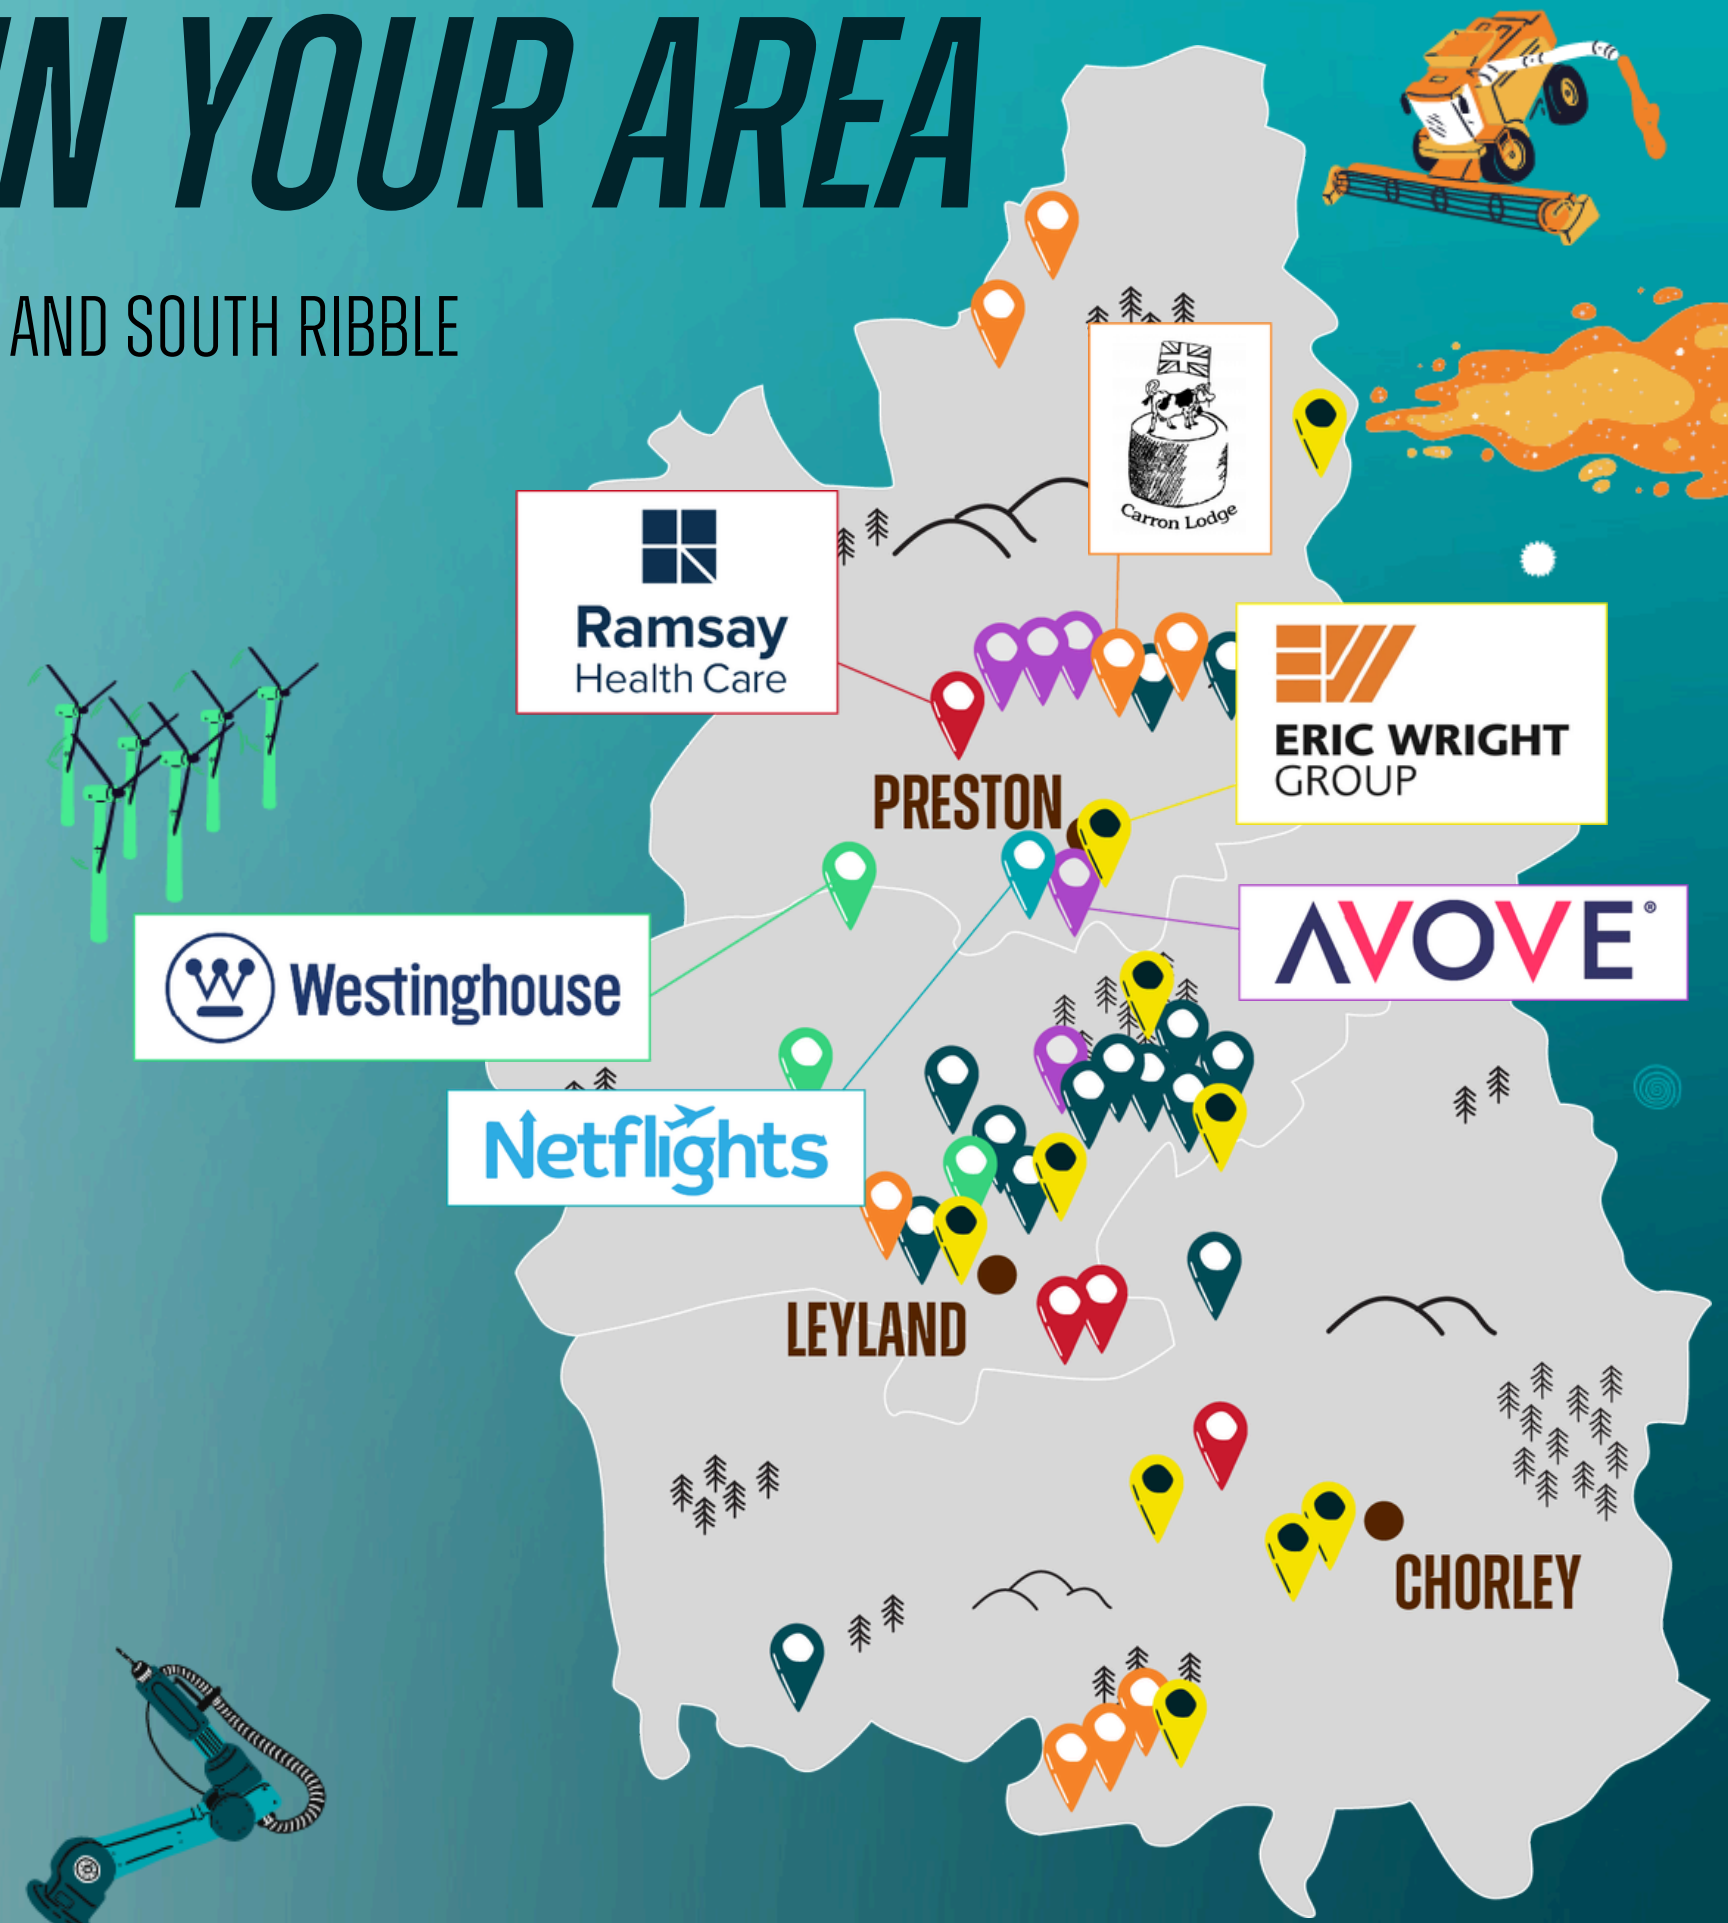 IN YOUR AREA
AND SOUTH RIBBLE
Carron Lodge
Ramsay
Health Care
ERIC WRIGHT
GROUP
PRESTON
AVOVE®
Westinghouse
Netflights
LEYLAND
CHORLEY